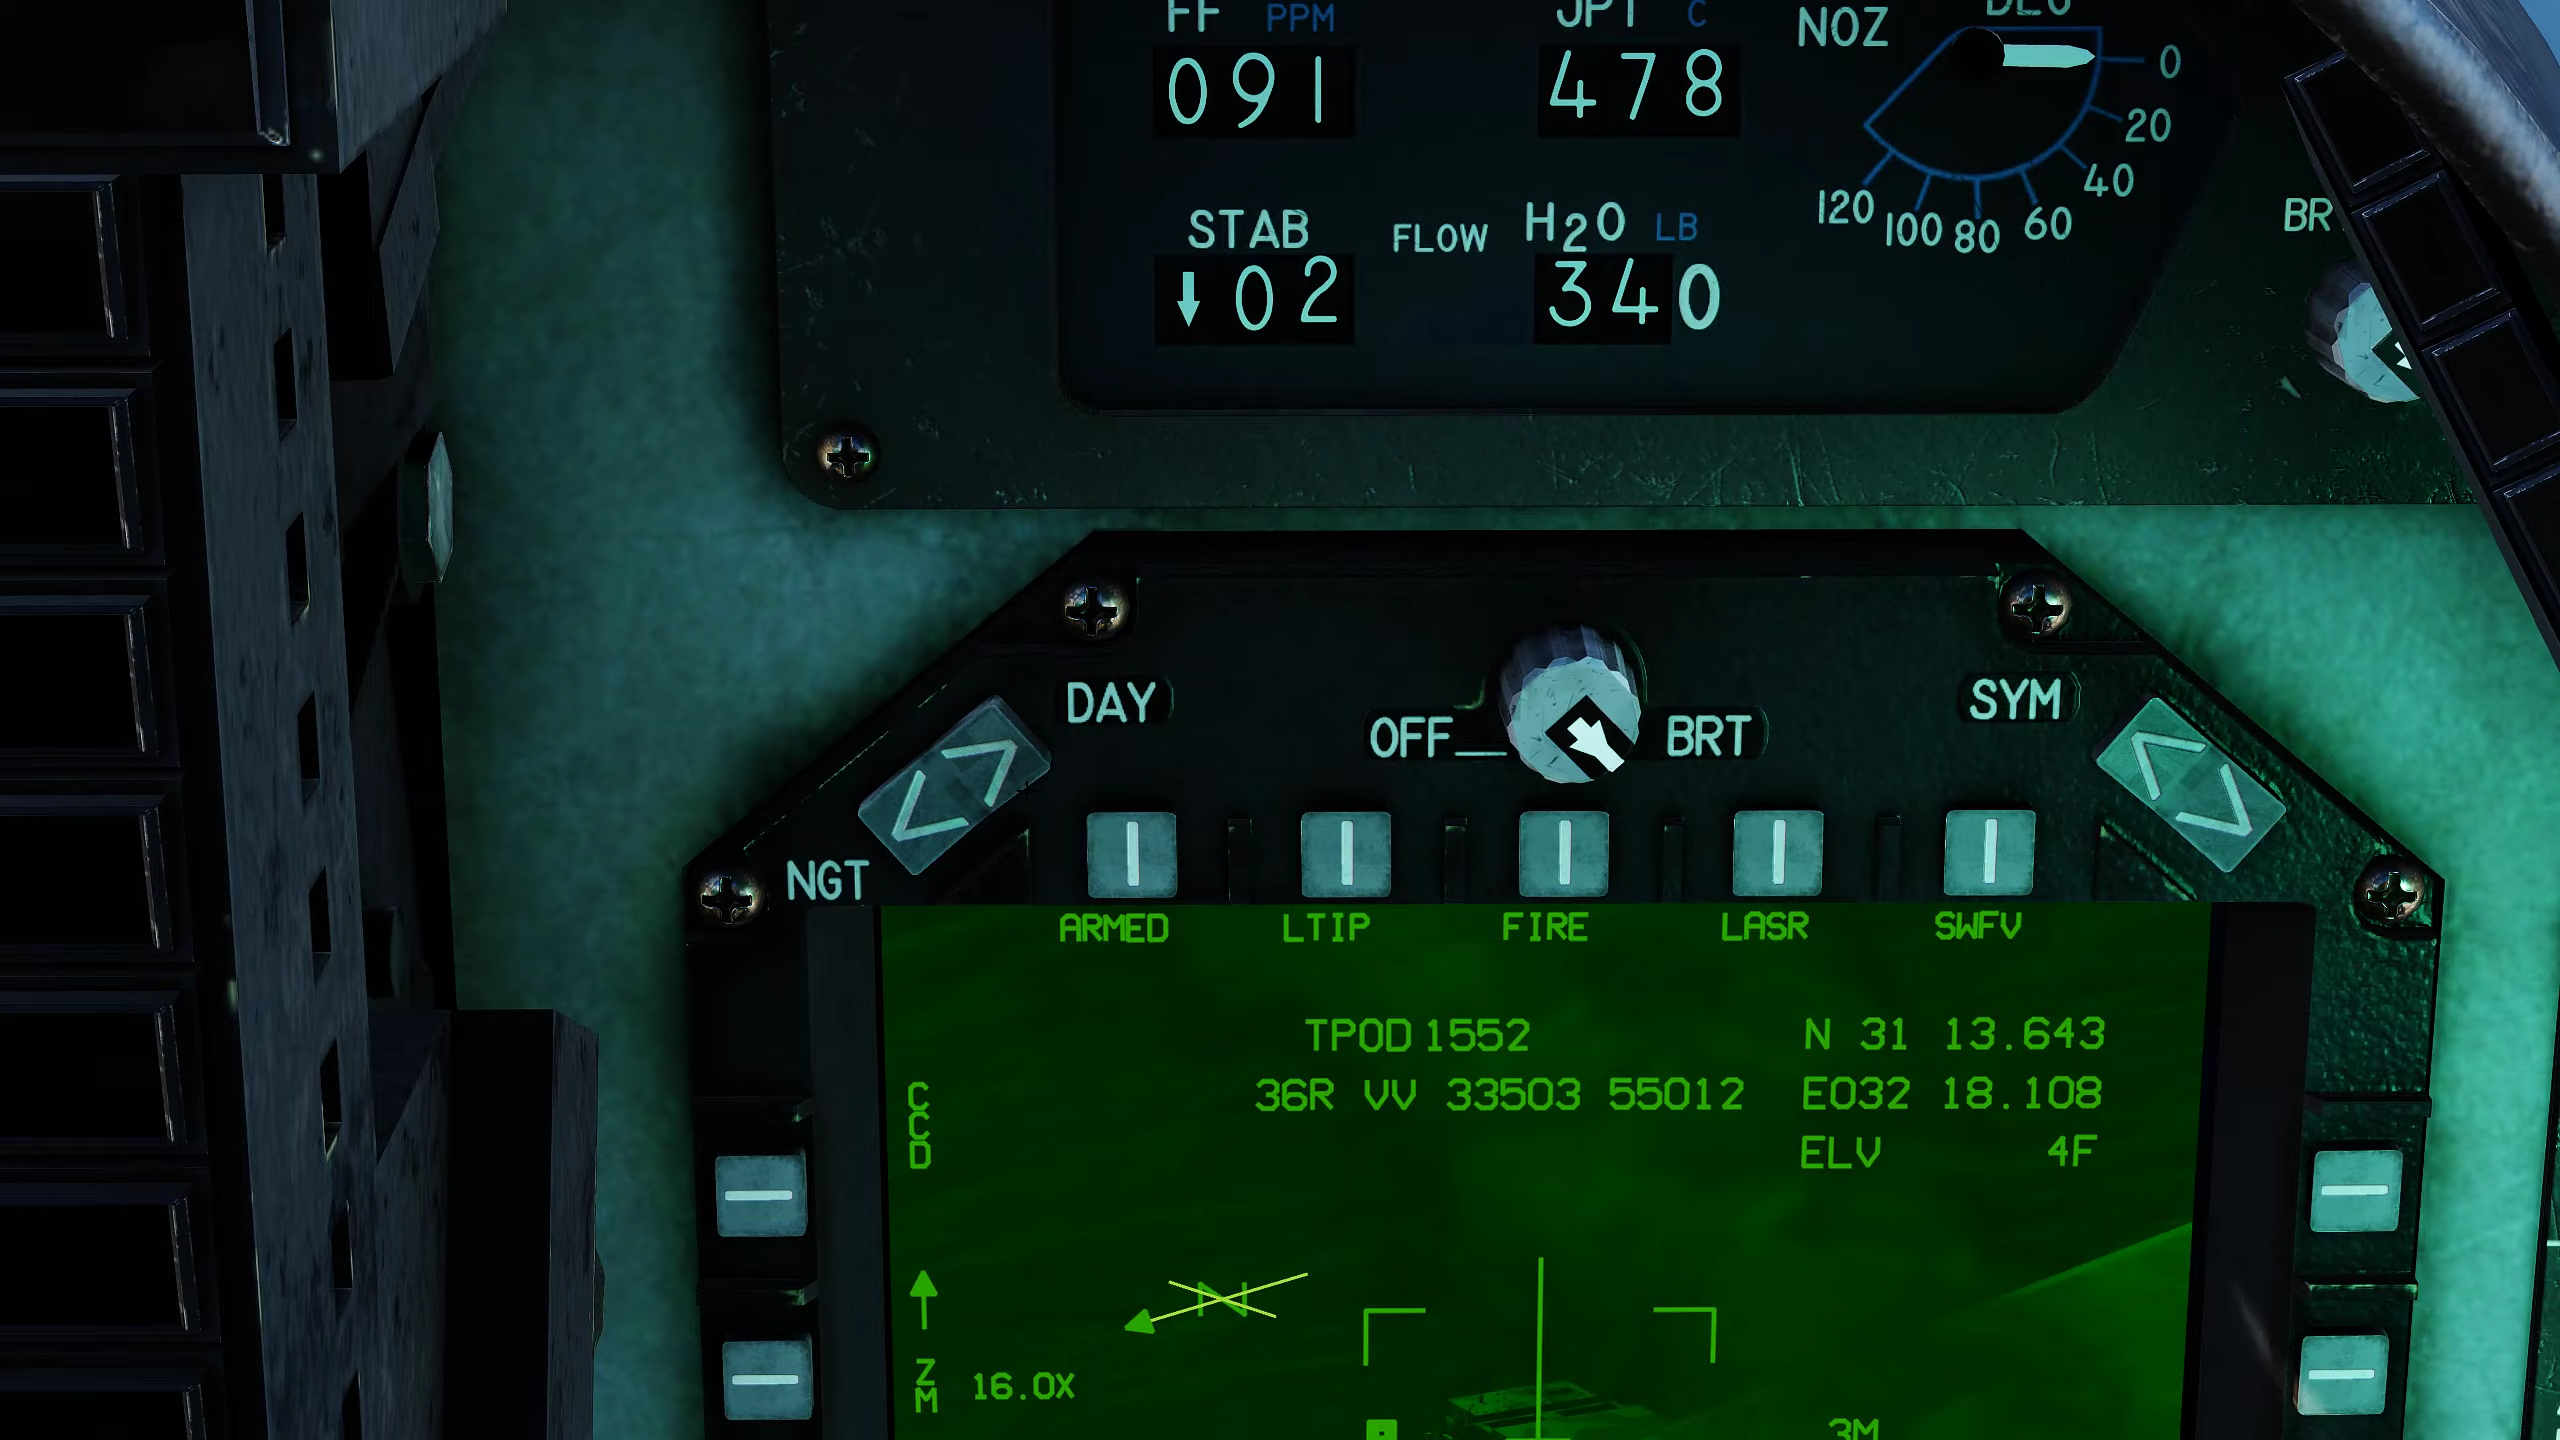 FF PPM
JPT C
NOZ
DEG
091
478
0
20
40
60
80
100
120
STAB
FLOW
H2O LB
BR
02
340
DAY
OFF
BRT
SYM
NGT
ARMED LTIP FIRE LASR SWFV
TPOD 1552
N 31 13.643
36R VV 33503 55012
E032 18.108
CCD
ELV 4F
N
ZM 16.0X
3M